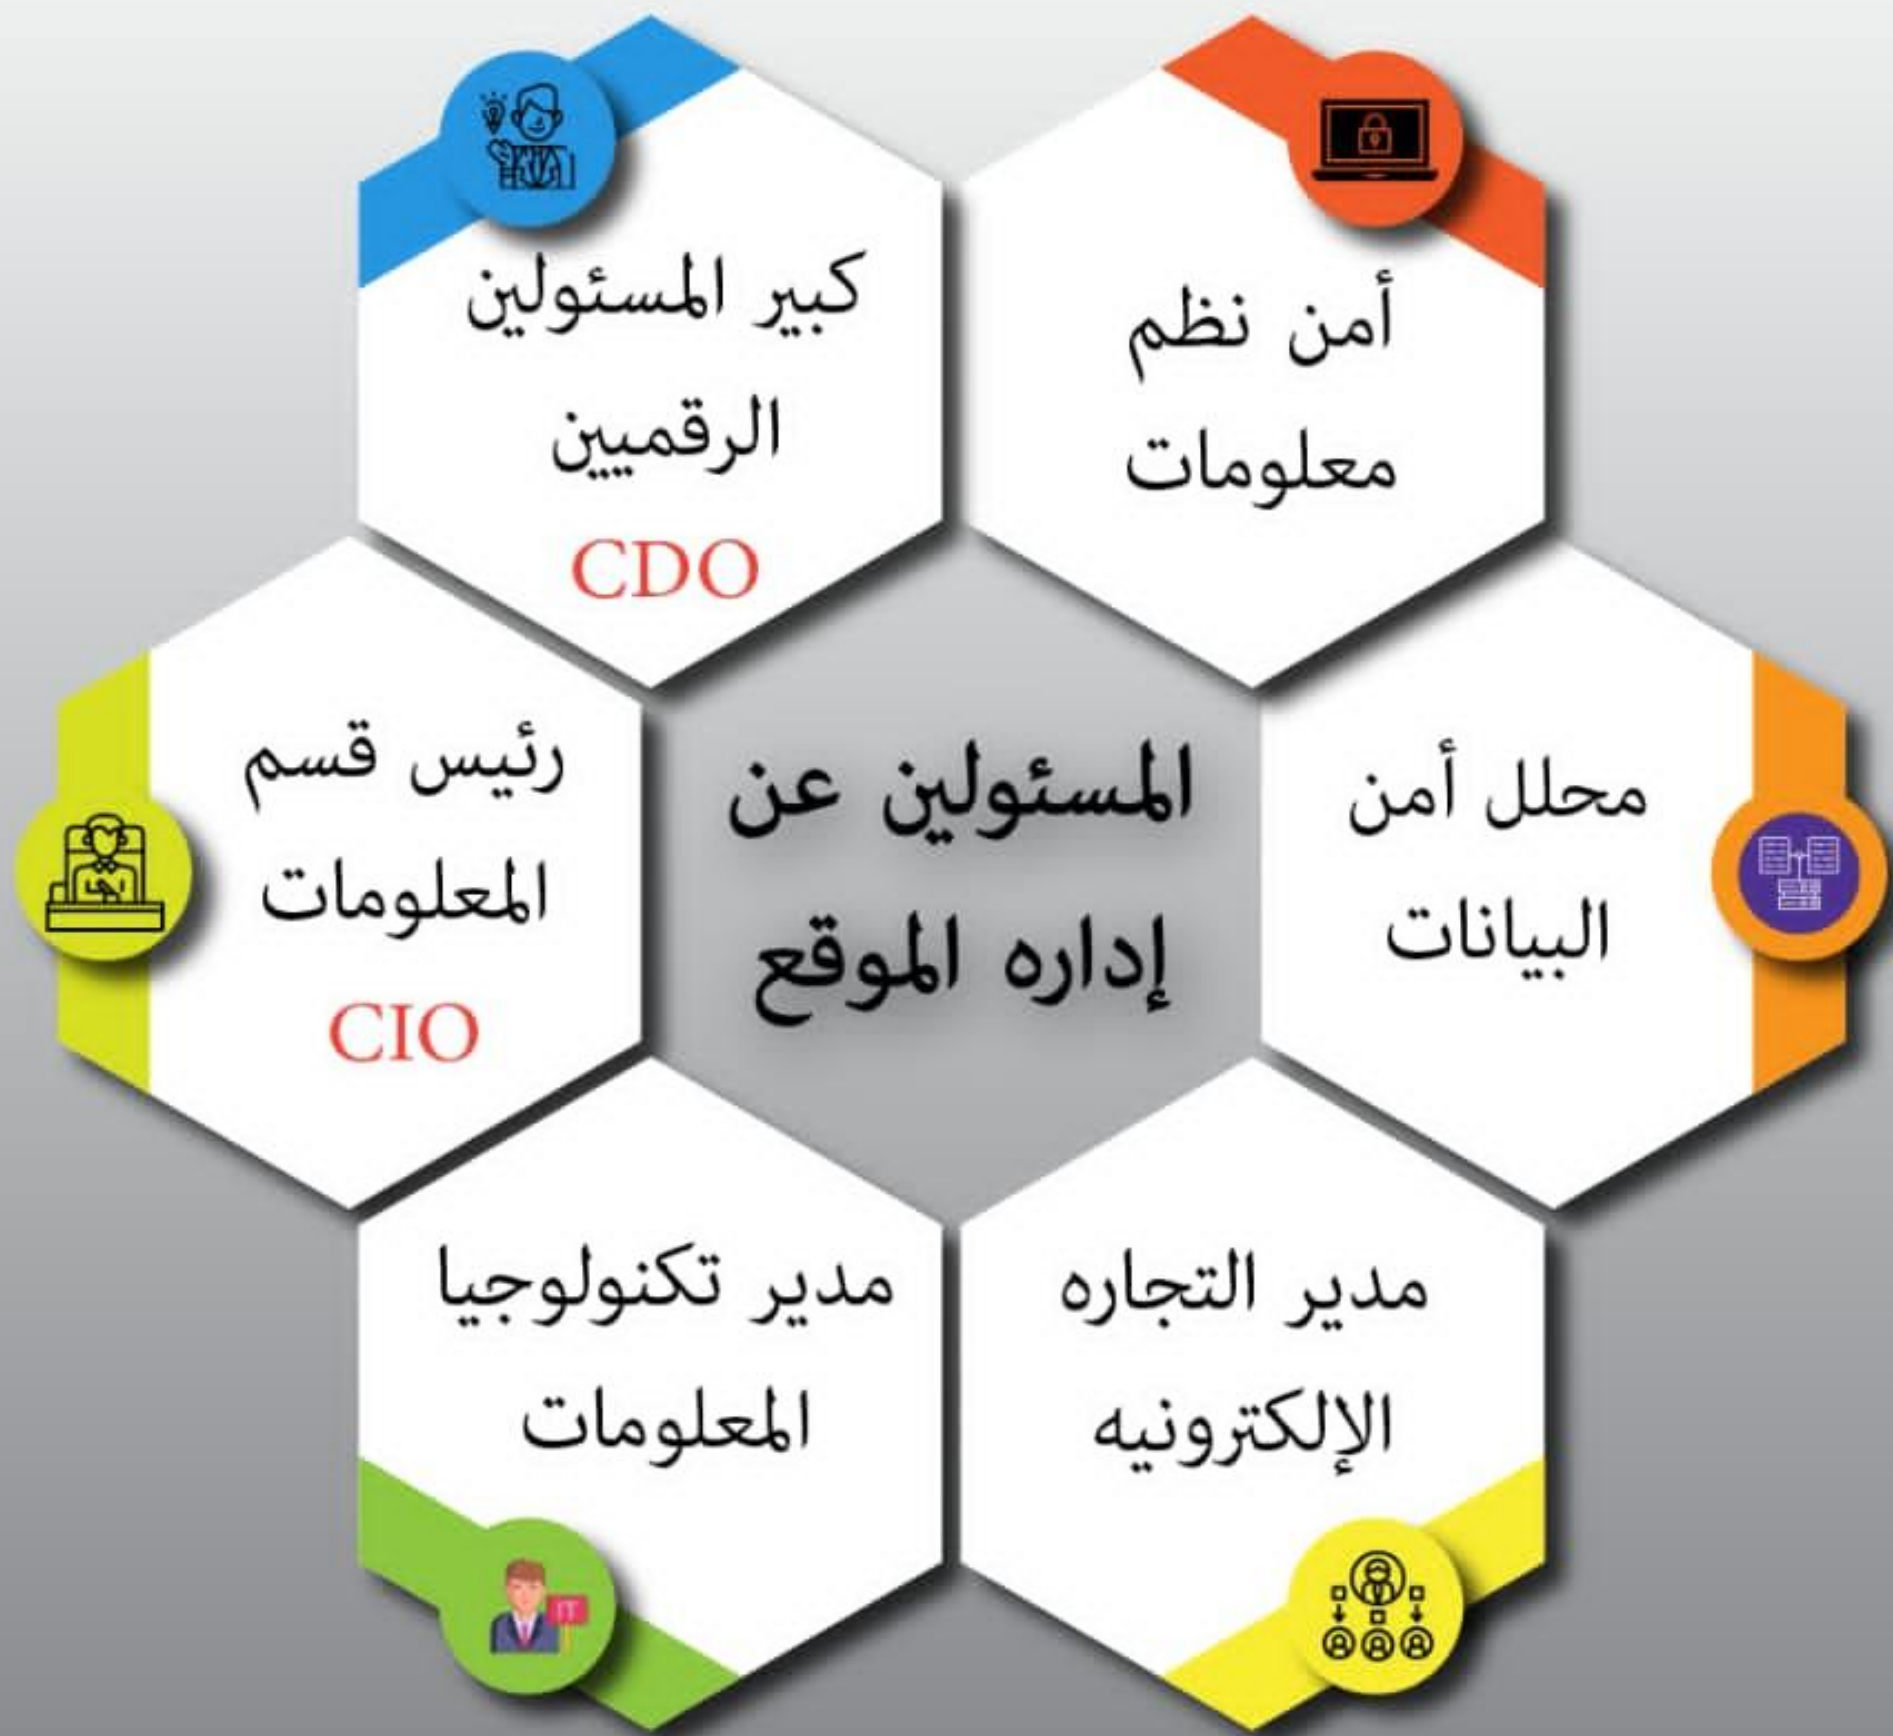 المسئولين عن
إداره الموقع
أمن نظم
معلومات
محلل أمن
البيانات
مدير التجاره
الإلكترونيه
مدير تكنولوجيا
المعلومات
IT
رئيس قسم
المعلومات
CIO
كبير المسئولين
الرقميين
CDO